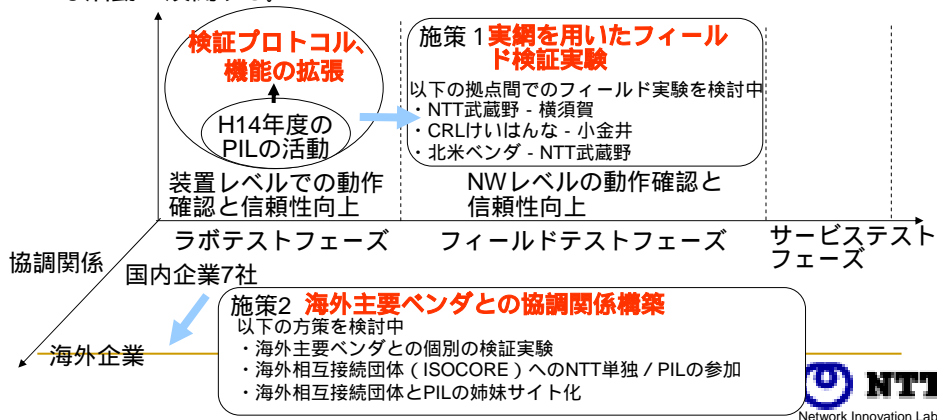 検証プロトコル、
機能の拡張
H14年度の
PILの活動
装置レベルでの動作
確認と信頼性向上
施策 1 実網を用いたフィール
ド検証実験
以下の拠点間でのフィールド実験を検討中
・NTT武蔵野 - 横須賀
・CRLけいはんな - 小金井
・北米ベンダ - NTT武蔵野
NWレベルの動作確認と
信頼性向上
ラボテストフェーズ
フィールドテストフェーズ
サービステスト
フェーズ
協調関係
国内企業7社
海外企業
施策2 海外主要ベンダとの協調関係構築
以下の方策を検討中
・海外主要ベンダとの個別の検証実験
・海外相互接続団体（ISOCORE）へのNTT単独 / PILの参加
・海外相互接続団体とPILの姉妹サイト化
NTT
Network Innovation Lab